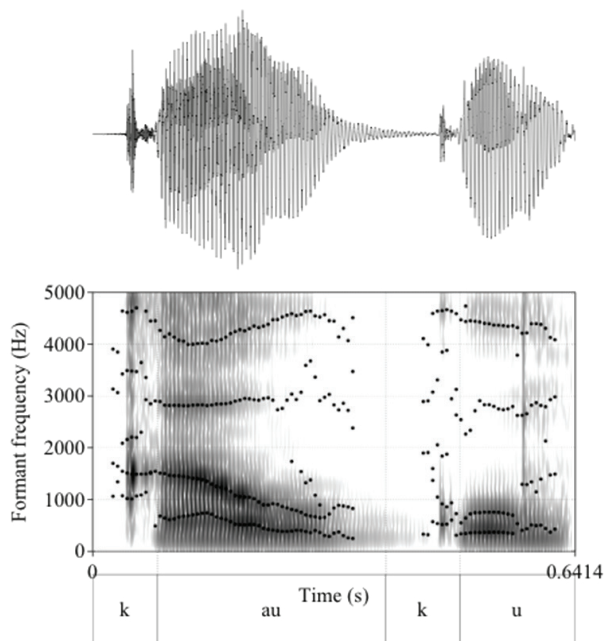 5000
4000
3000
2000
1000
0
Formant frequency (Hz)
0
0.6414
Time (s)
k
au
k
u